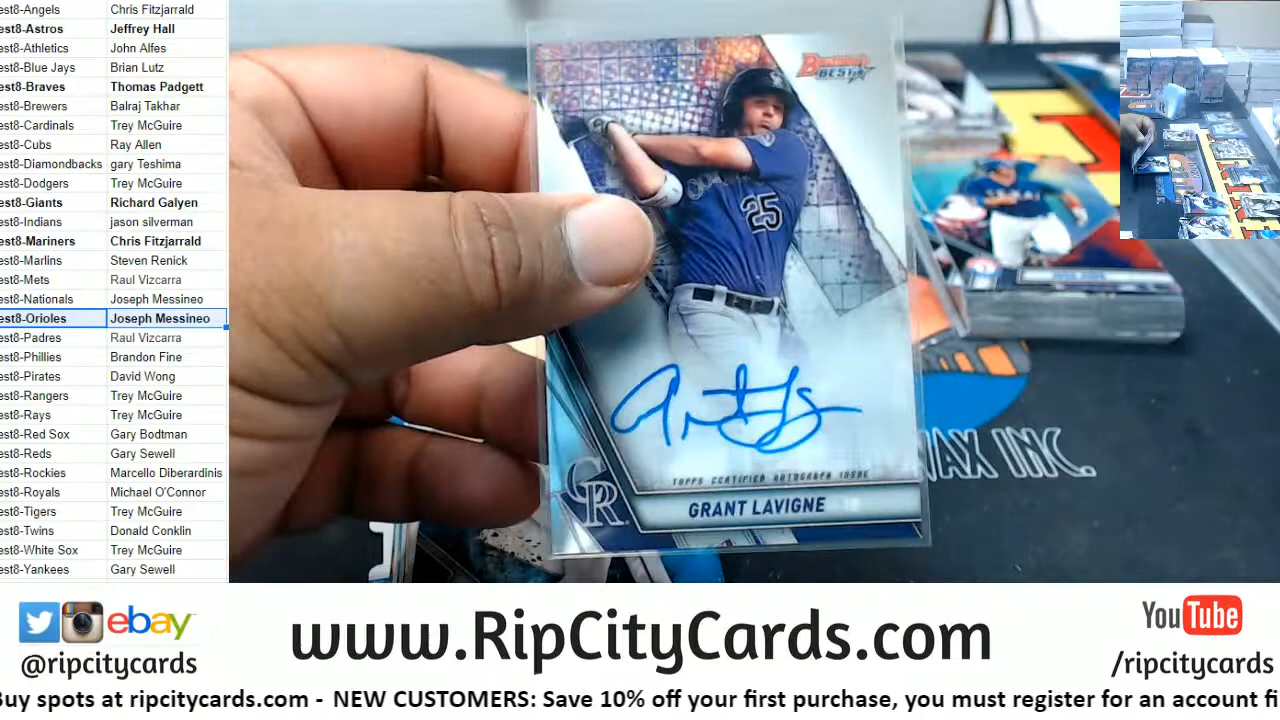 est8-Angels Chris Fitzjarrald
est8-Astros Jeffrey Hall
est8-Athletics John Alfes
est8-Blue Jays Brian Lutz
est8-Braves Thomas Padgett
est8-Brewers Balraj Takhar
est8-Cardinals Trey McGuire
est8-Cubs Ray Allen
est8-Diamondbacks gary Teshima
est8-Dodgers Trey McGuire
est8-Giants Richard Galyen
est8-Indians jason silverman
est8-Mariners Chris Fitzjarrald
est8-Marlins Steven Renick
est8-Mets Raul Vizcarra
est8-Nationals Joseph Messineo
est8-Orioles Joseph Messineo
est8-Padres Raul Vizcarra
est8-Phillies Brandon Fine
est8-Pirates David Wong
est8-Rangers Trey McGuire
est8-Rays Trey McGuire
est8-Red Sox Gary Bodtman
est8-Reds Gary Sewell
est8-Rockies Marcello Diberardinis
est8-Royals Michael O'Connor
est8-Tigers Trey McGuire
est8-Twins Donald Conklin
est8-White Sox Trey McGuire
est8-Yankees Gary Sewell
BOWMAN'S
BEST
25
TOPPS CERTIFIED AUTOGRAPH ISSUE
CR
GRANT LAVIGNE
MAX INC.
ebay
@ripcitycards
www.RipCityCards.com
YouTube
/ripcitycards
Buy spots at ripcitycards.com - NEW CUSTOMERS: Save 10% off your first purchase, you must register for an account fi